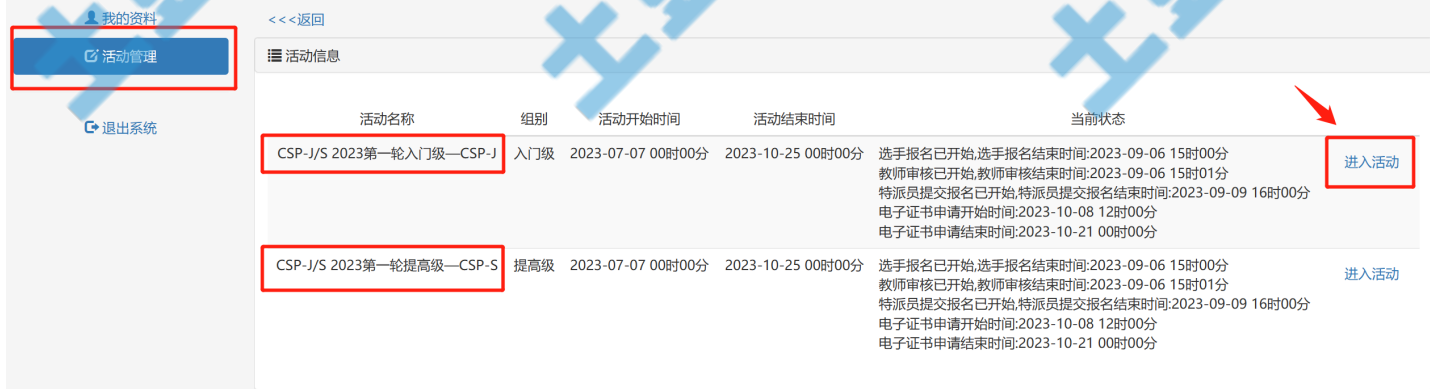 我的资料
<<<返回
活动管理
活动信息
退出系统
活动名称 组别 活动开始时间 活动结束时间 当前状态
CSP-J/S 2023第一轮入门级—CSP-J 入门级 2023-07-07 00时00分 2023-10-25 00时00分 选手报名已开始,选手报名结束时间:2023-09-06 15时00分
教师审核已开始,教师审核结束时间:2023-09-06 15时01分
特派员提交报名已开始,特派员提交报名结束时间:2023-09-09 16时00分
电子证书申请开始时间:2023-10-08 12时00分
电子证书申请结束时间:2023-10-21 00时00分
进入活动
CSP-J/S 2023第一轮提高级—CSP-S 提高级 2023-07-07 00时00分 2023-10-25 00时00分 选手报名已开始,选手报名结束时间:2023-09-06 15时00分
教师审核已开始,教师审核结束时间:2023-09-06 15时01分
特派员提交报名已开始,特派员提交报名结束时间:2023-09-09 16时00分
电子证书申请开始时间:2023-10-08 12时00分
电子证书申请结束时间:2023-10-21 00时00分
进入活动